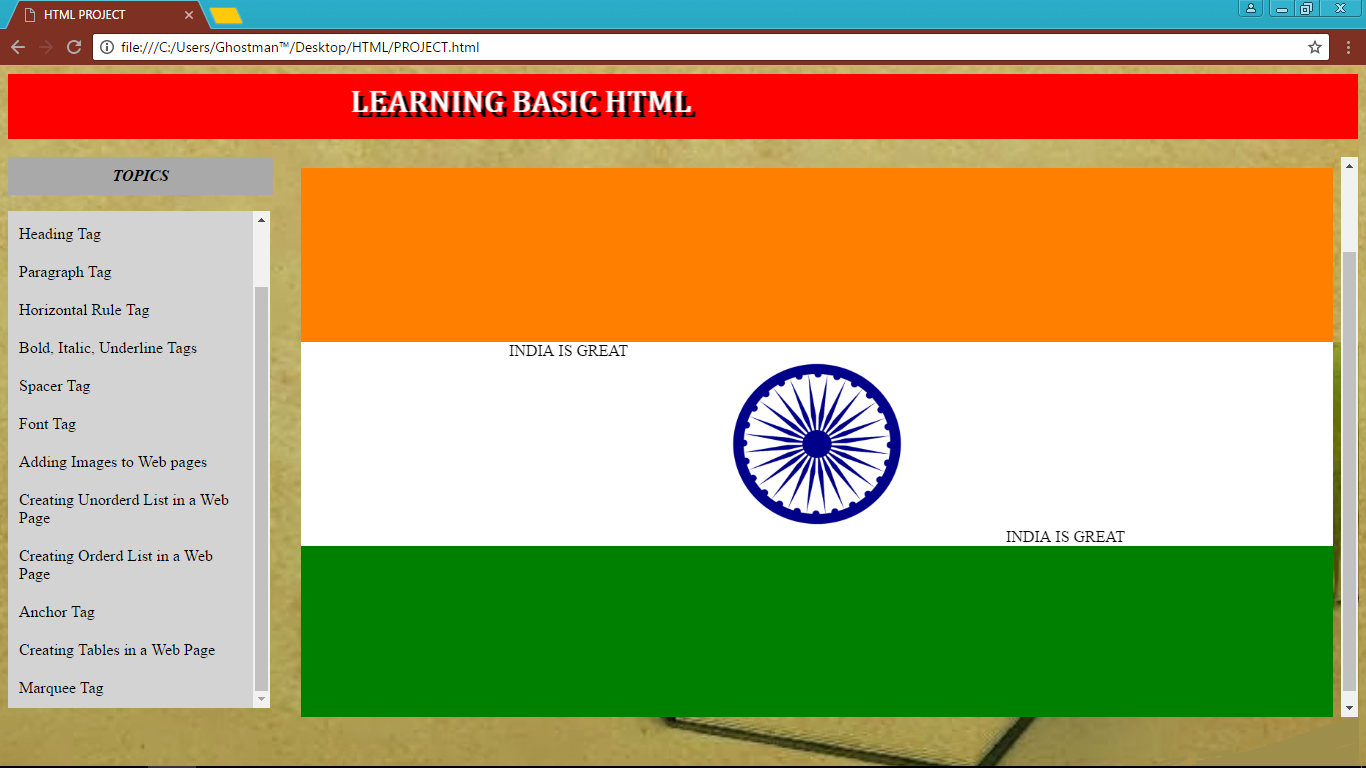 HTML PROJECT
file:///C:/Users/Ghostman™/Desktop/HTML/PROJECT.html
LEARNING BASIC HTML
TOPICS
Heading Tag
Paragraph Tag
Horizontal Rule Tag
Bold, Italic, Underline Tags
Spacer Tag
Font Tag
Adding Images to Web pages
Creating Unorderd List in a Web
Page
Creating Orderd List in a Web
Page
Anchor Tag
Creating Tables in a Web Page
Marquee Tag
INDIA IS GREAT
INDIA IS GREAT